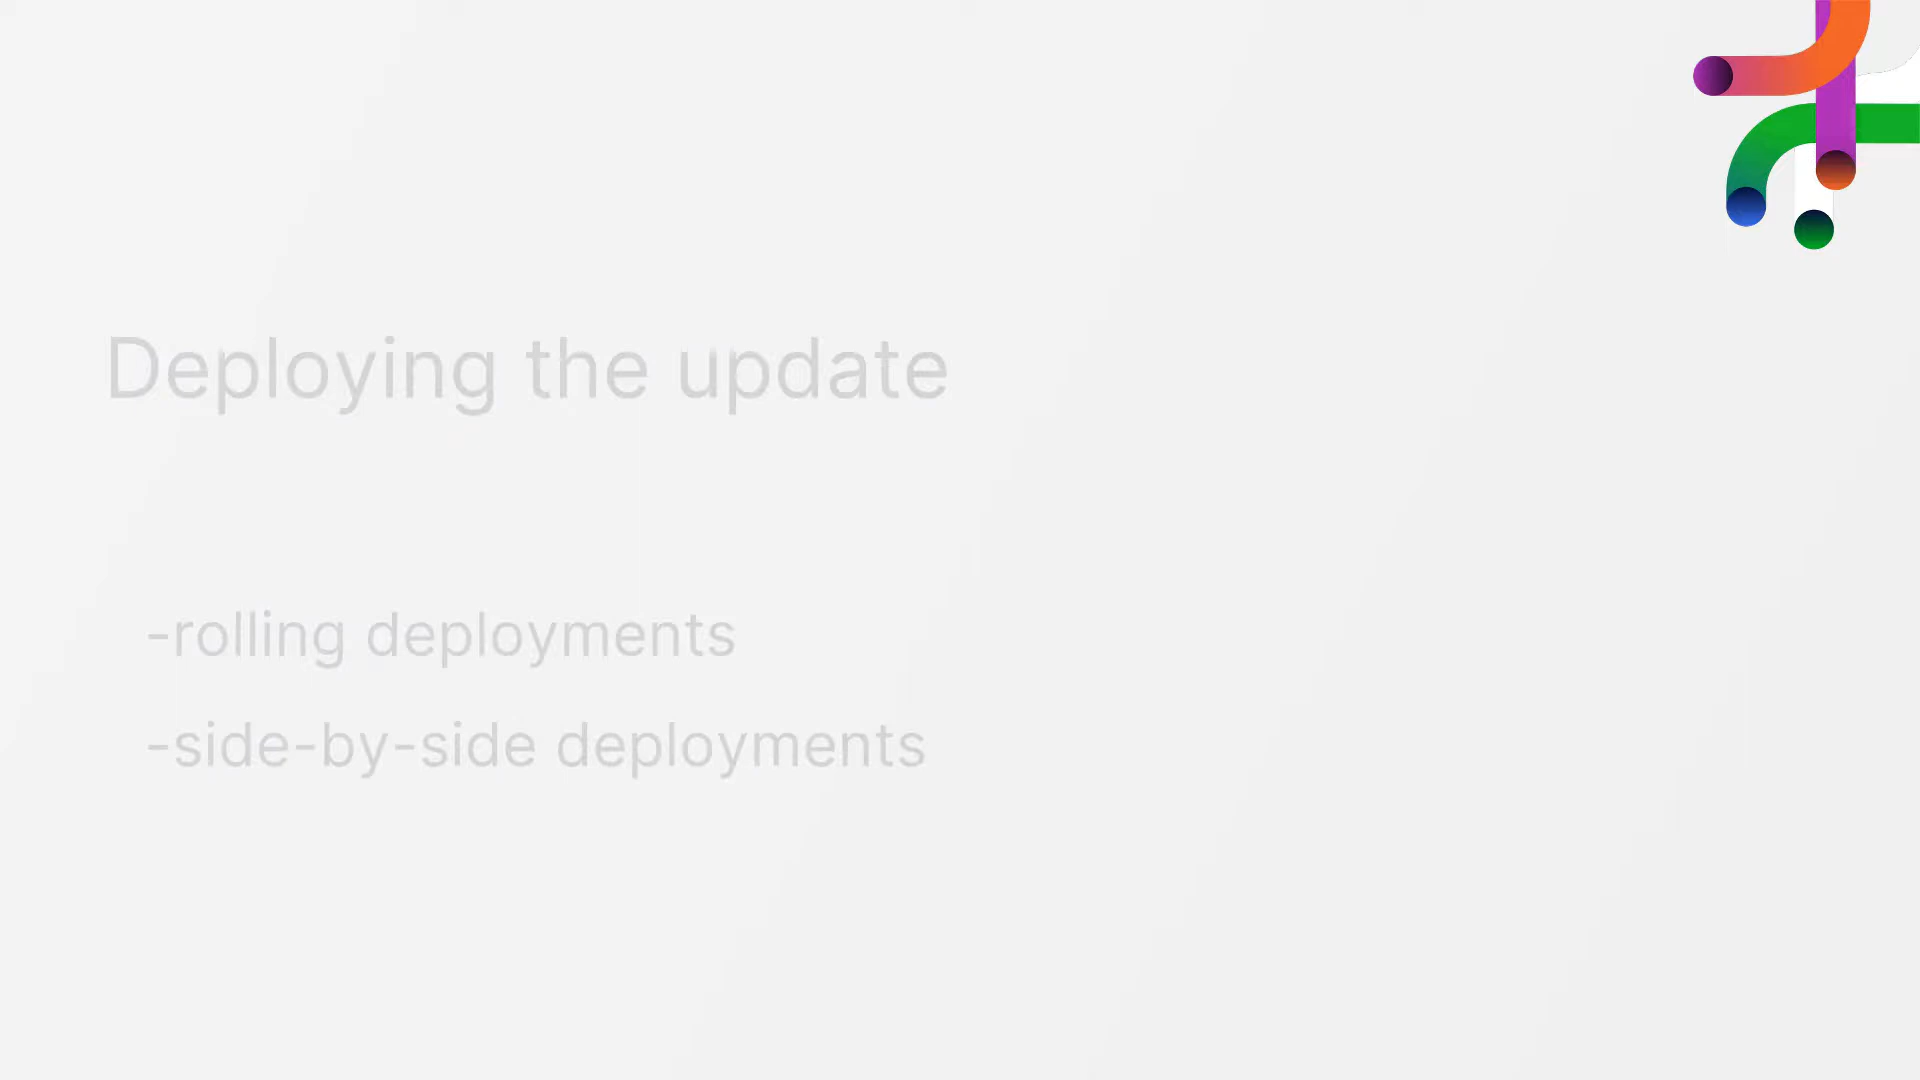 Deploying the update
-rolling deployments
-side-by-side deployments